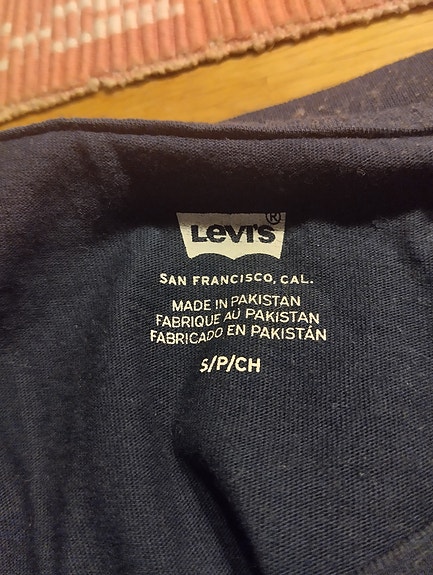 Levi's®
SAN FRANCISCO, CAL.
MADE IN PAKISTAN
FABRIQUE AU PAKISTAN
FABRICADO EN PAKISTÁN
S/P/CH